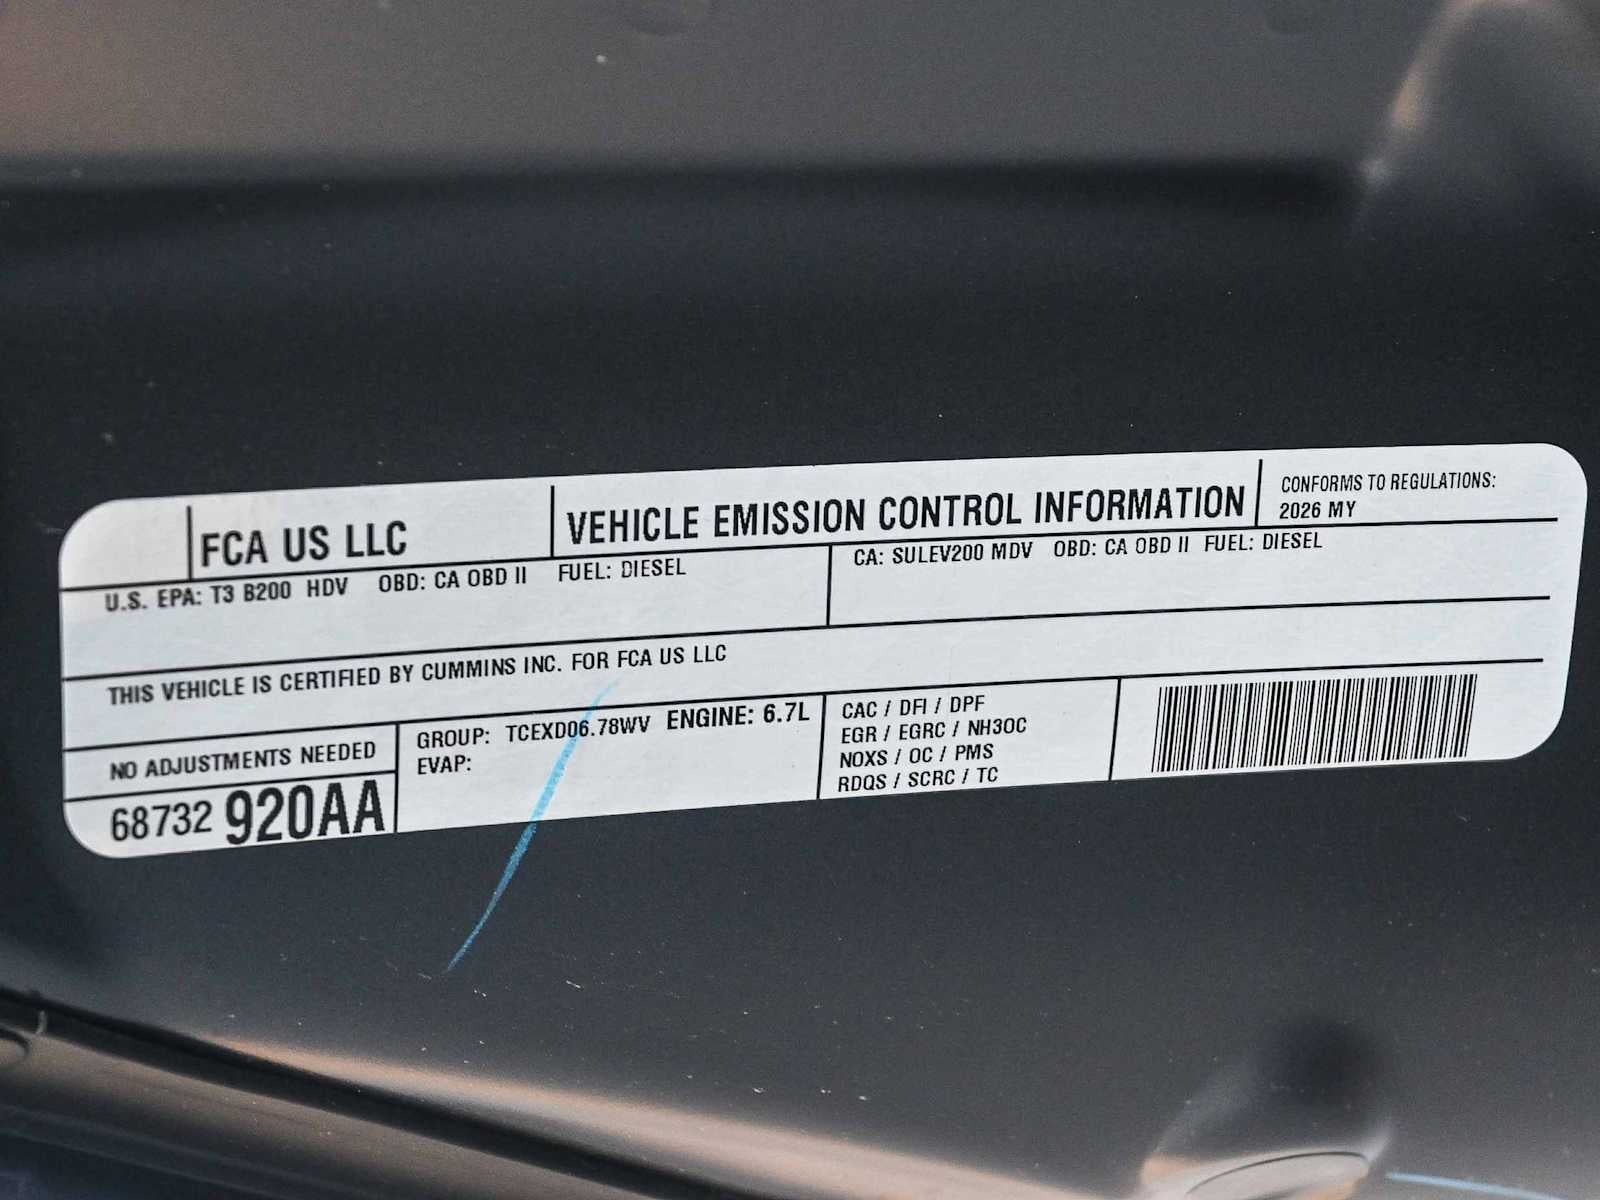 FCA US LLC
VEHICLE EMISSION CONTROL INFORMATION
CONFORMS TO REGULATIONS:
2026 MY
U.S. EPA: T3 B200 HDV OBD: CA OBD II FUEL: DIESEL
CA: SULEV200 MDV OBD: CA OBD II FUEL: DIESEL
THIS VEHICLE IS CERTIFIED BY CUMMINS INC. FOR FCA US LLC
NO ADJUSTMENTS NEEDED
68732 920AA
GROUP: TCEXD06.78WV ENGINE: 6.7L
EVAP:
CAC / DFI / DPF
EGR / EGRC / NH3OC
NOXS / OC / PMS
RDQS / SCRC / TC